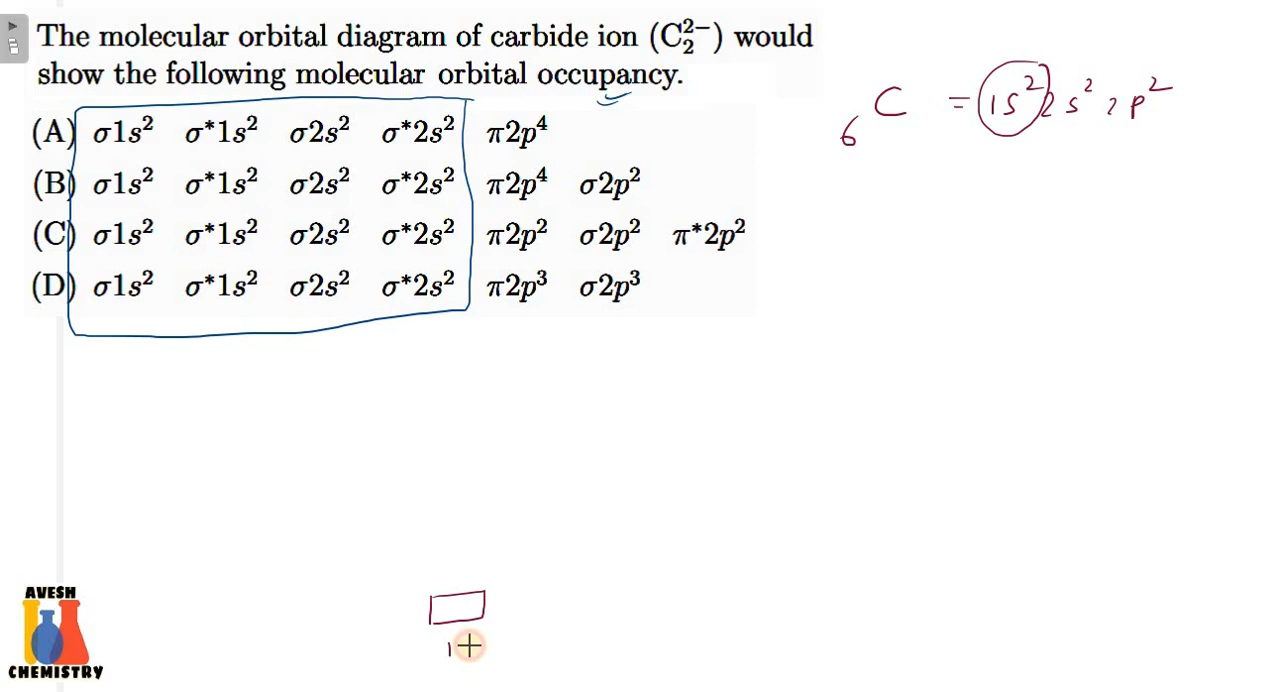 The molecular orbital diagram of carbide ion (C₂²⁻) would
show the following molecular orbital occupancy.
(A) σ1s² σ*1s² σ2s² σ*2s² π2p⁴
(B) σ1s² σ*1s² σ2s² σ*2s² π2p⁴ σ2p²
(C) σ1s² σ*1s² σ2s² σ*2s² π2p² σ2p² π*2p²
(D) σ1s² σ*1s² σ2s² σ*2s² π2p³ σ2p³
₆C = 1s² 2s² 2p²
AVESH
CHEMISTRY
1